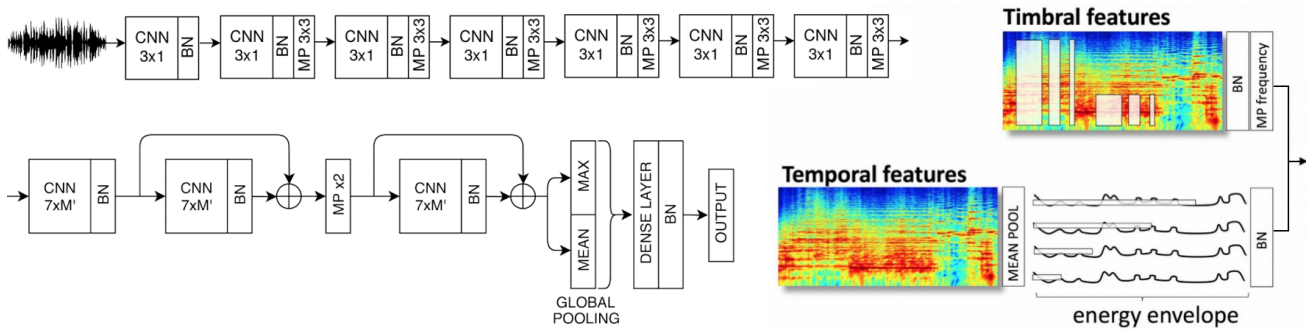 CNN
3x1
BN
CNN
3x1
BN
MP 3x3
CNN
3x1
BN
MP 3x3
CNN
3x1
BN
MP 3x3
CNN
3x1
BN
MP 3x3
CNN
3x1
BN
MP 3x3
CNN
3x1
BN
MP 3x3
CNN
7xM'
BN
CNN
7xM'
BN
MP x2
CNN
7xM'
BN
MAX
MEAN
GLOBAL
POOLING
DENSE LAYER
BN
OUTPUT
Timbral features
BN
MP frequency
Temporal features
MEAN POOL
BN
energy envelope